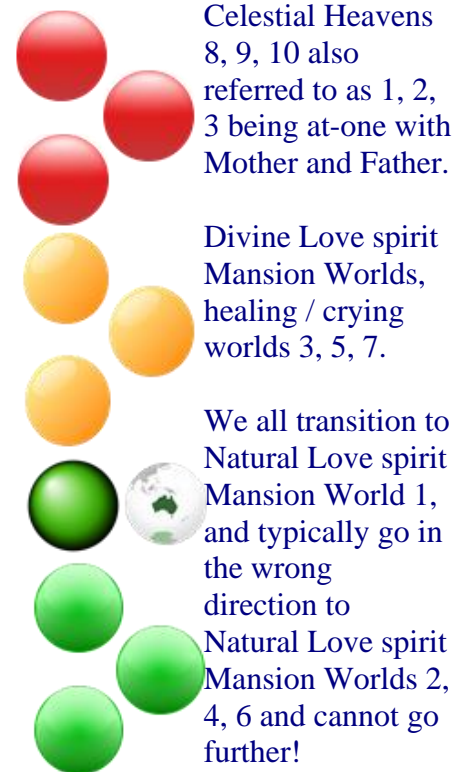 Celestial Heavens
8, 9, 10 also
referred to as 1, 2,
3 being at-one with
Mother and Father.
Divine Love spirit
Mansion Worlds,
healing / crying
worlds 3, 5, 7.
We all transition to
Natural Love spirit
Mansion World 1,
and typically go in
the wrong
direction to
Natural Love spirit
Mansion Worlds 2,
4, 6 and cannot go
further!